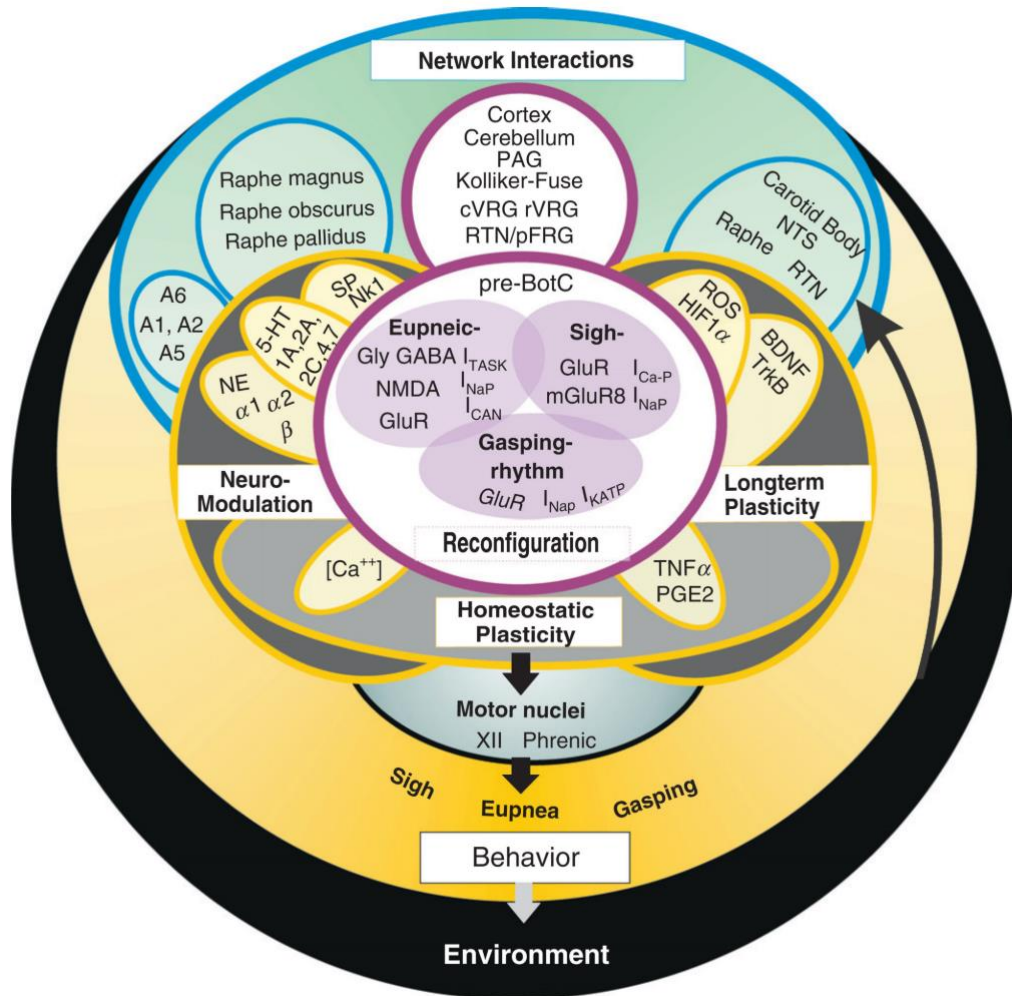 Network Interactions
Cortex
Cerebellum
PAG
Kolliker-Fuse
cVRG rVRG
RTN/pFRG
Raphe magnus
Raphe obscurus
Raphe pallidus
A6
A1, A2
A5
Carotid Body
NTS
Raphe
RTN
SP
Nk1
5-HT
1A,2A,
2C,4,7
NE
α1 α2
β
ROS
HIF1α
BDNF
TrkB
pre-BotC
Eupneic-
Gly GABA I_TASK
NMDA I_NaP
GluR I_CAN
Sigh-
GluR I_Ca-P
mGluR8 I_NaP
Gasping-
rhythm
GluR I_Nap I_KATP
Reconfiguration
Neuro-
Modulation
Longterm
Plasticity
[Ca⁺⁺]
TNFα
PGE2
Homeostatic
Plasticity
Motor nuclei
XII Phrenic
Sigh
Eupnea
Gasping
Behavior
Environment